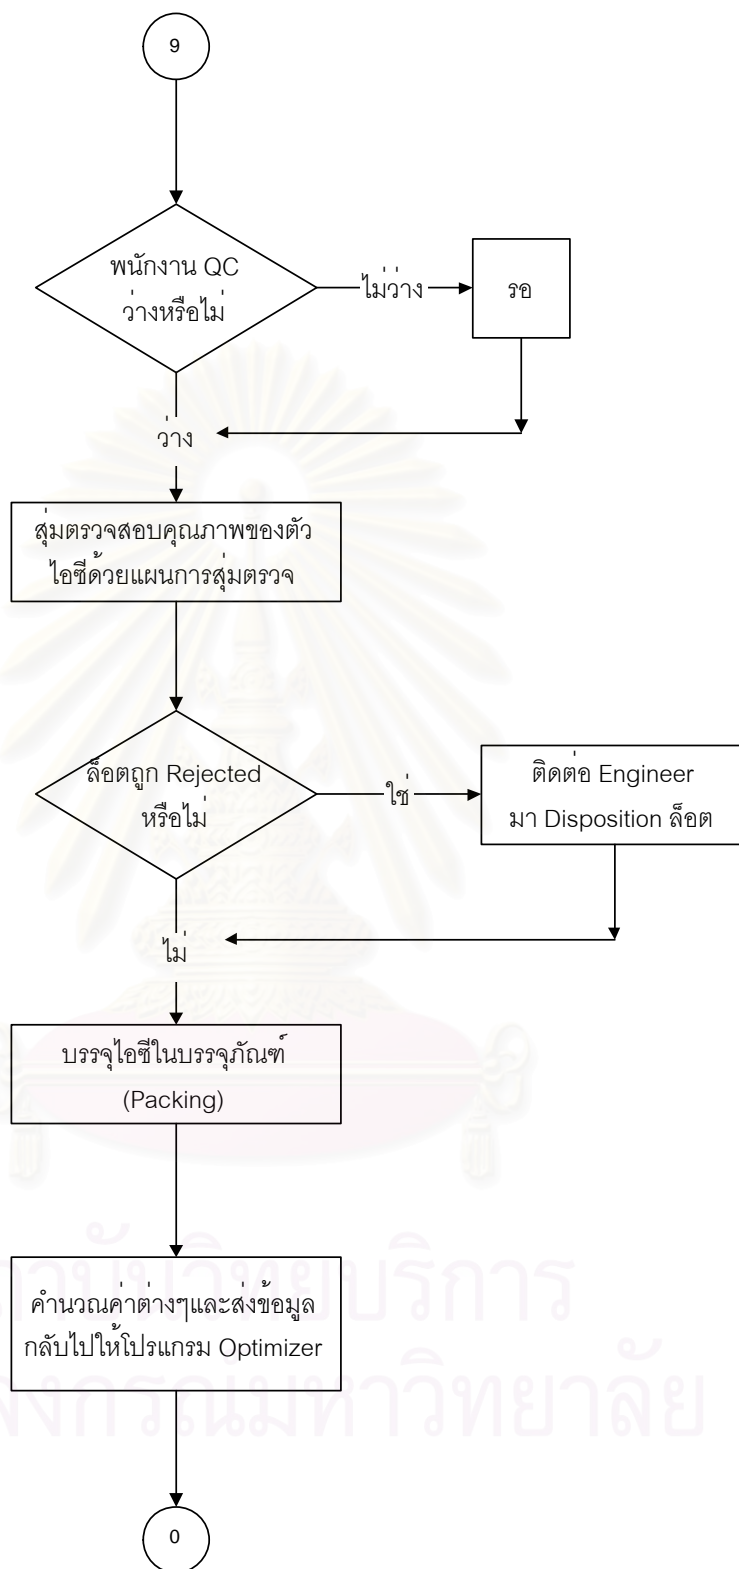 9
พนักงาน QC
ว่างหรือไม่
ไม่ว่าง
รอ
ว่าง
สุ่มตรวจสอบคุณภาพของตัว
ไอซีด้วยแผนการสุ่มตรวจ
ล็อตถูก Rejected
หรือไม่
ใช่
ติดต่อ Engineer
มา Disposition ล็อต
ไม่
บรรจุไอซีในบรรจุภัณฑ์
(Packing)
คำนวณค่าต่างๆและส่งข้อมูล
กลับไปให้โปรแกรม Optimizer
0